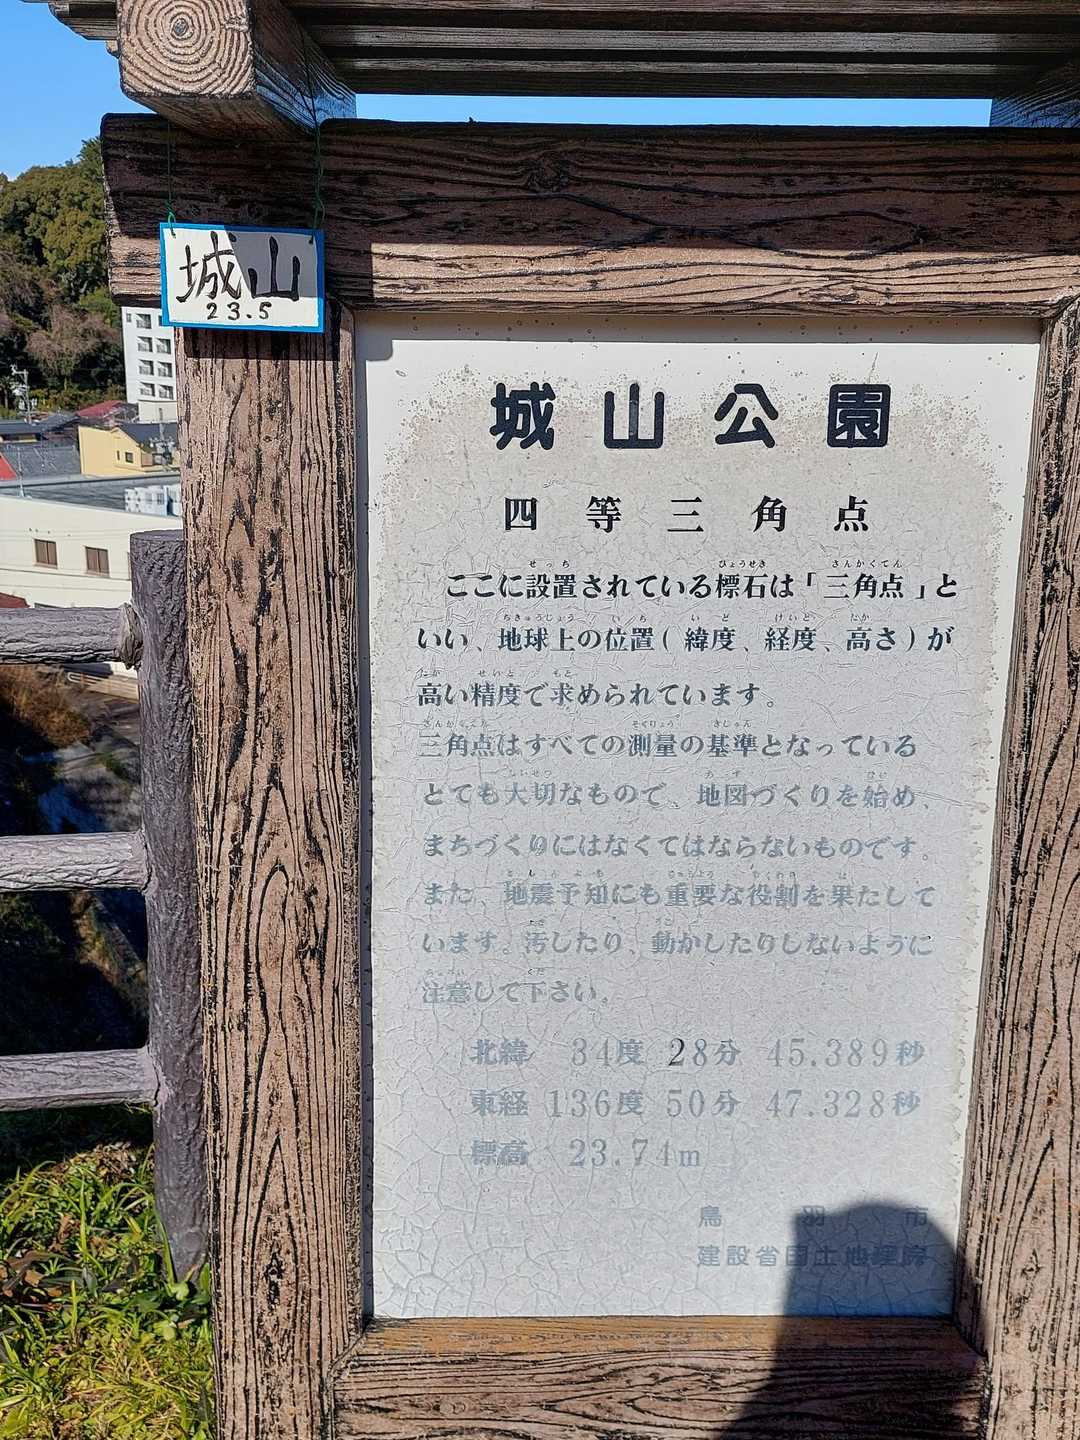 城山
23.5
城山公園
四等三角点
ここに設置されている標石は「三角点」と
いい、地球上の位置(緯度、経度、高さ)が
高い精度で求められています。
三角点はすべての測量の基準となっている
とても大切なもので、地図づくりを始め、
まちづくりにはなくてはならないものです。
また、地震予知にも重要な役割を果たして
います。汚したり、動かしたりしないように
注意して下さい。
北緯 34度 28分 45.389秒
東経 136度 50分 47.328秒
標高 23.74m
鳥羽市
建設省国土地理院